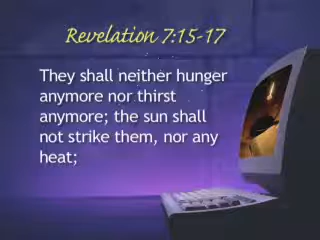 Revelation 7:15-17
They shall neither hunger
anymore nor thirst
anymore; the sun shall
not strike them, nor any
heat;